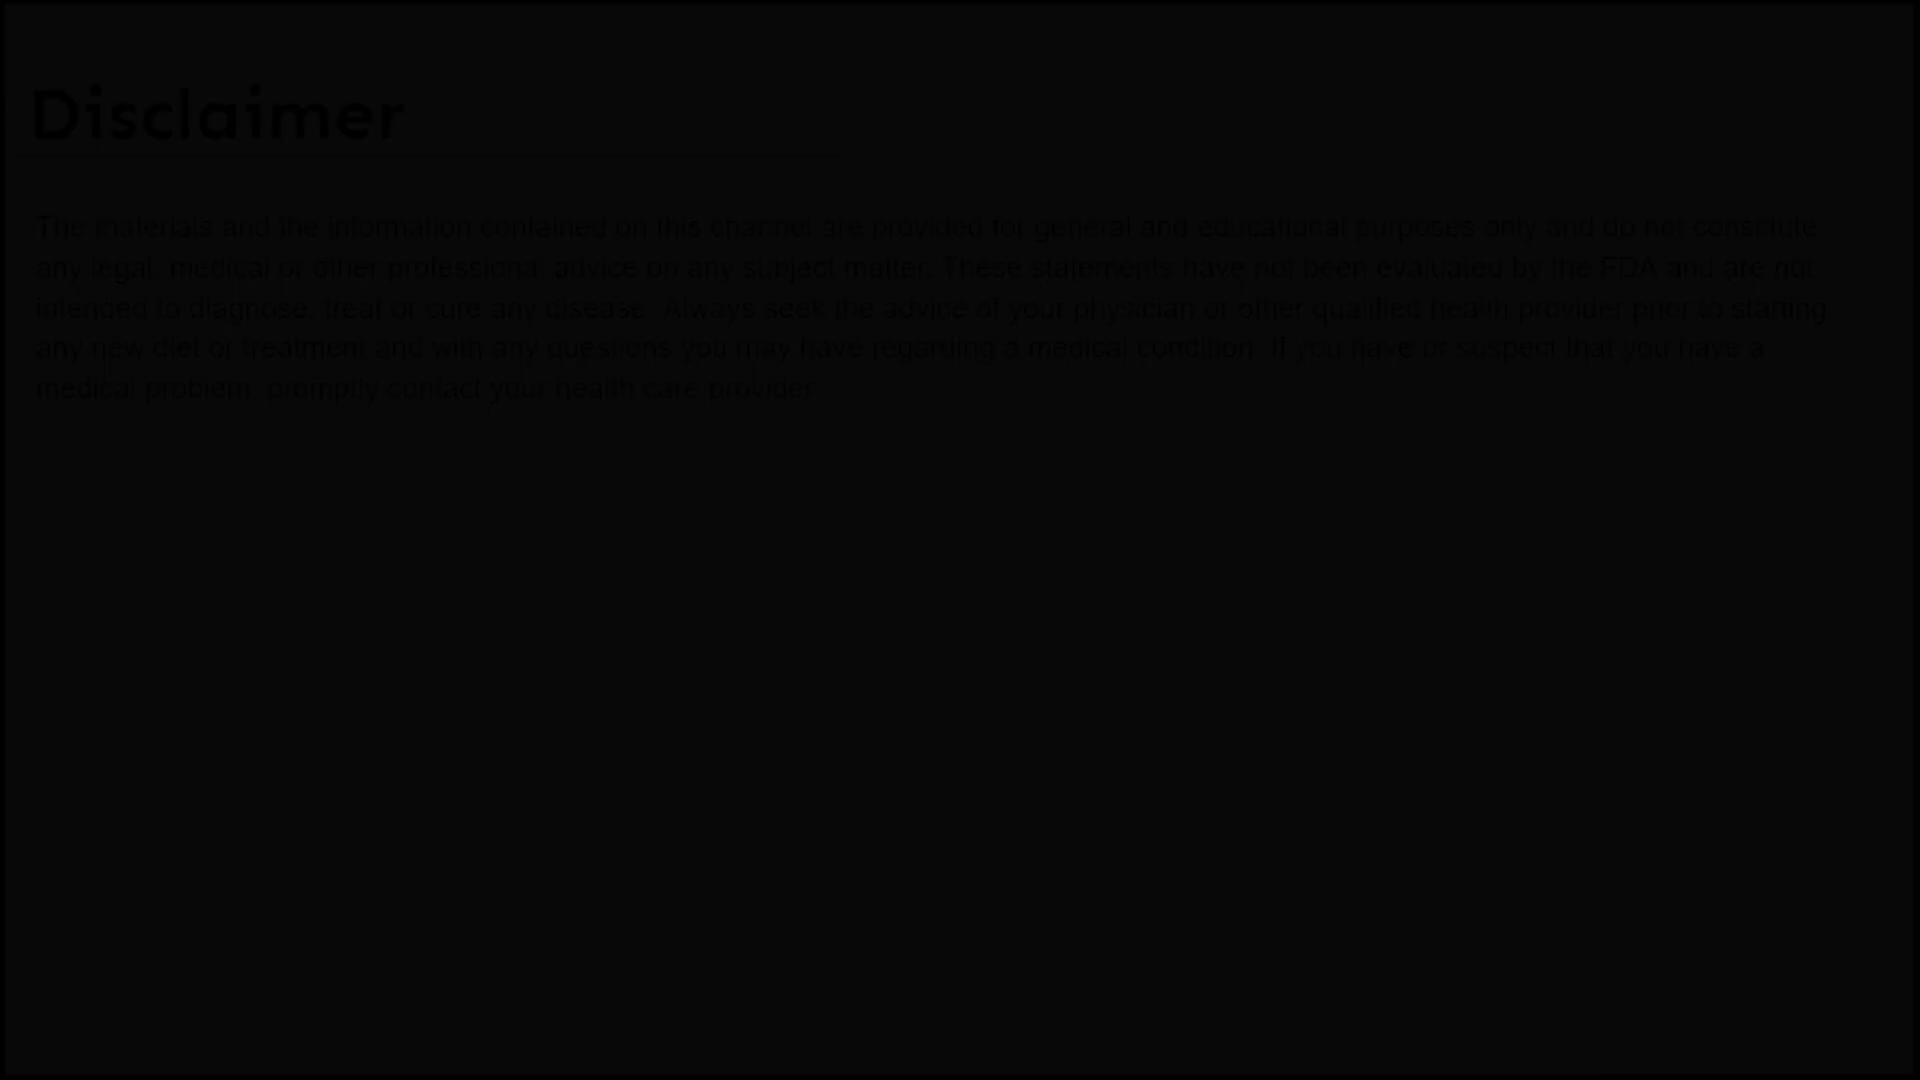 Disclaimer
The materials and the information contained on this channel are provided for general and educational purposes only and do not constitute
any legal, medical or other professional advice on any subject matter. These statements have not been evaluated by the FDA and are not
intended to diagnose, treat or cure any disease. Always seek the advice of your physician or other qualified health provider prior to starting
any new diet or treatment and with any questions you may have regarding a medical condition. If you have or suspect that you have a
medical problem, promptly contact your health care provider.